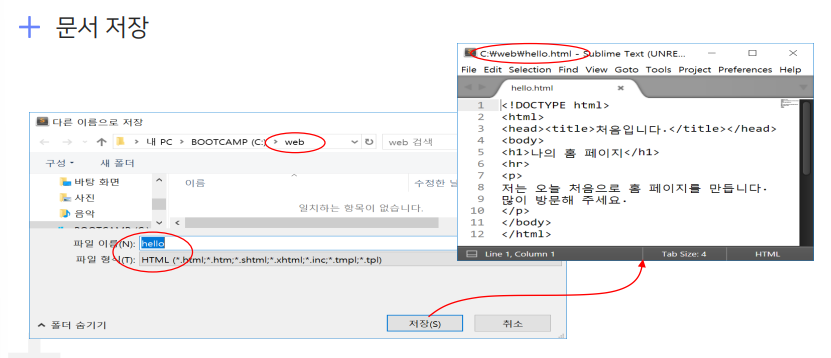 + 문서 저장
다른 이름으로 저장
내 PC > BOOTCAMP (C:) > web
web 검색
구성
새 폴더
바탕 화면
사진
음악
이름
수정한 날
일치하는 항목이 없습니다.
파일 이름(N): hello
파일 형식(T): HTML (*.html;*.htm;*.shtml;*.xhtml;*.inc;*.tmpl;*.tpl)
폴더 숨기기
저장(S)
취소
C:₩web₩hello.html - Sublime Text (UNRE...
File Edit Selection Find View Goto Tools Project Preferences Help
hello.html
1 <!DOCTYPE html>
2 <html>
3 <head><title>처음입니다.</title></head>
4 <body>
5 <h1>나의 홈 페이지</h1>
6 <hr>
7 <p>
8 저는 오늘 처음으로 홈 페이지를 만듭니다.
9 많이 방문해 주세요.
10 </p>
11 </body>
12 </html>
Line 1, Column 1
Tab Size: 4
HTML